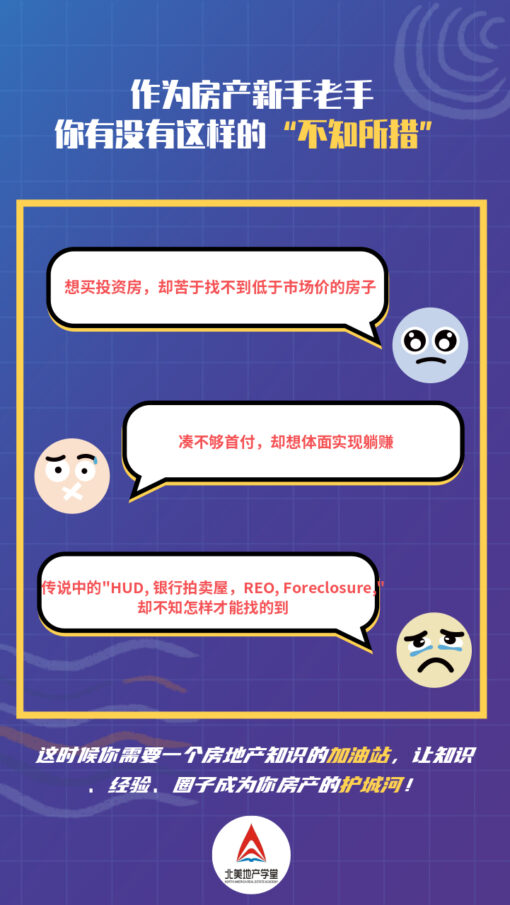 作为房产新手老手
你有没有这样的“不知所措”
想买投资房，却苦于找不到低于市场价的房子
凑不够首付，却想体面实现躺赚
传说中的"HUD, 银行拍卖屋，REO, Foreclosure,"
却不知怎样才能找的到
这时候你需要一个房地产知识的加油站，让知识
、经验、圈子成为你房产的护城河！
北美地产学堂
NORTH AMERICA REAL ESTATE ACADEMY